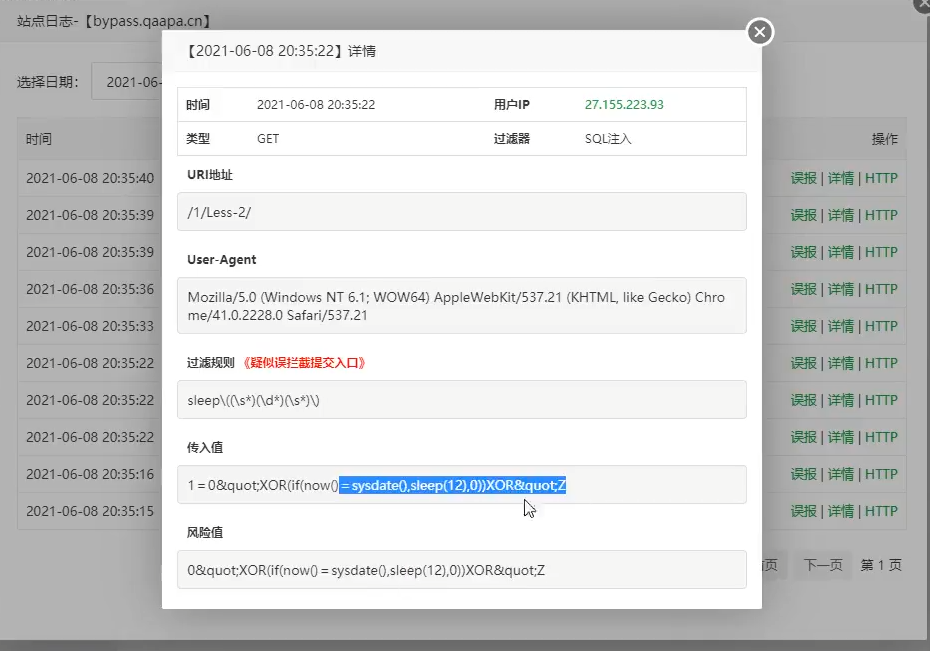 站点日志-【bypass.qaapa.cn】
【2021-06-08 20:35:22】详情
选择日期： 2021-06-
时间 2021-06-08 20:35:22 用户IP 27.155.223.93
类型 GET 过滤器 SQL注入
URI地址
/1/Less-2/
User-Agent
Mozilla/5.0 (Windows NT 6.1; WOW64) AppleWebKit/537.21 (KHTML, like Gecko) Chro
me/41.0.2228.0 Safari/537.21
过滤规则 《疑似误拦截提交入口》
sleep\((\s*)(\d*)(\s*)\)
传入值
1 = 0&quot;XOR(if(now() = sysdate(),sleep(12),0))XOR&quot;Z
风险值
0&quot;XOR(if(now() = sysdate(),sleep(12),0))XOR&quot;Z
时间 操作
2021-06-08 20:35:40 误报 | 详情 | HTTP
2021-06-08 20:35:39 误报 | 详情 | HTTP
2021-06-08 20:35:39 误报 | 详情 | HTTP
2021-06-08 20:35:36 误报 | 详情 | HTTP
2021-06-08 20:35:33 误报 | 详情 | HTTP
2021-06-08 20:35:22 误报 | 详情 | HTTP
2021-06-08 20:35:22 误报 | 详情 | HTTP
2021-06-08 20:35:22 误报 | 详情 | HTTP
2021-06-08 20:35:16 误报 | 详情 | HTTP
2021-06-08 20:35:15 误报 | 详情 | HTTP
页 下一页 第 1 页